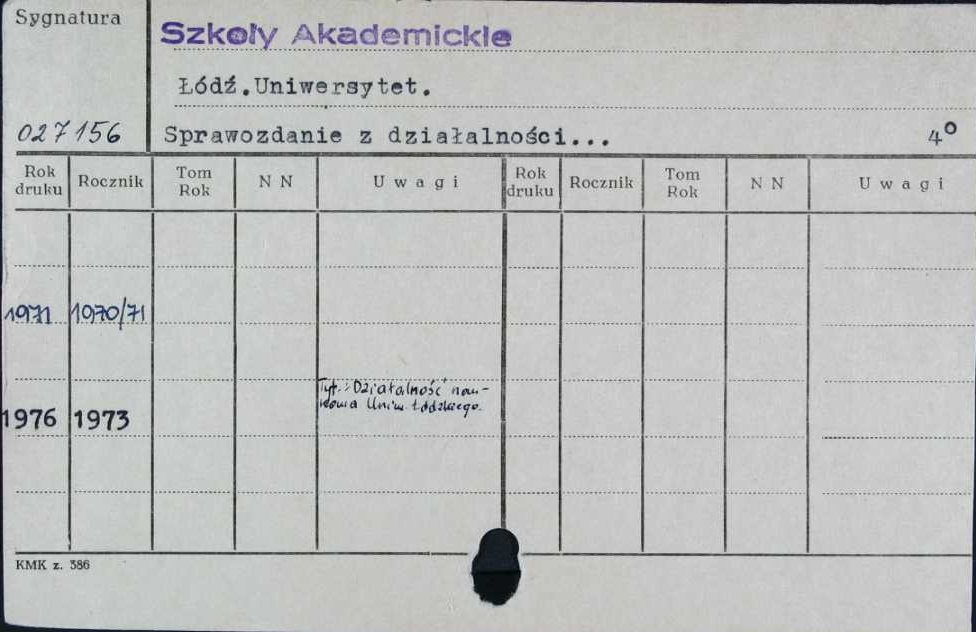 Sygnatura
Szkoły Akademickie
Łódź.Uniwersytet.
027156 Sprawozdanie z działalności... 4º
Rok druku Rocznik Tom Rok N N U w a g i Rok druku Rocznik Tom Rok N N U w a g i
1971 1970/71
Tyt.: Działalność nau-
kowa Uniw. Łódzkiego.
1976 1973
KMK z. 386